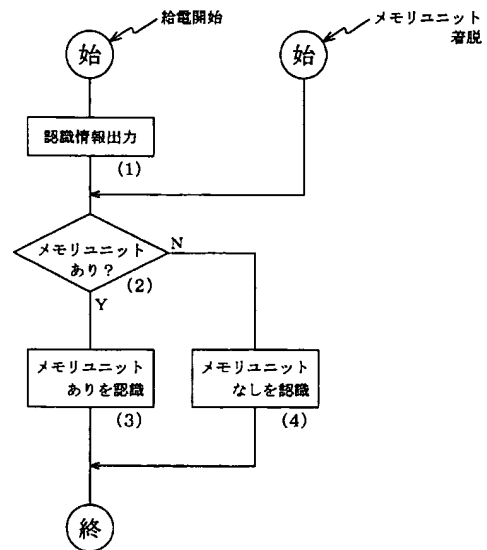 給電開始
始
メモリユニット
着脱
始
認識情報出力
(1)
メモリユニット
あり?
(2)
N
Y
メモリユニット
ありを認識
(3)
メモリユニット
なしを認識
(4)
終